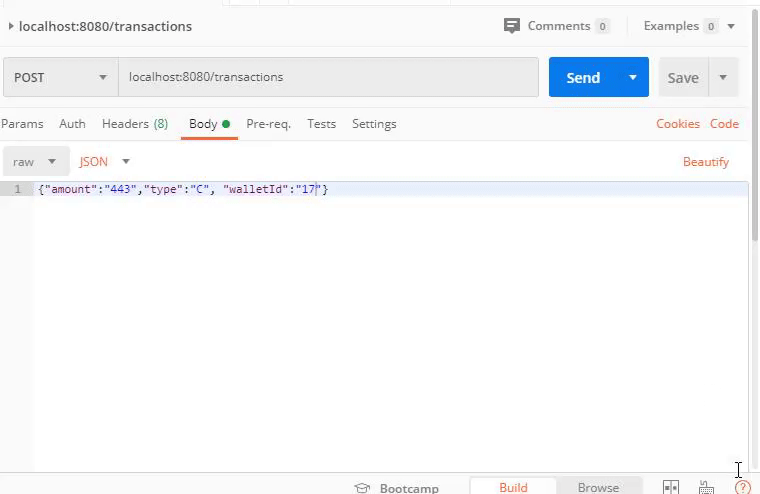 localhost:8080/transactions
Comments 0
Examples 0
POST
localhost:8080/transactions
Send
Save
Params Auth Headers (8) Body Pre-req. Tests Settings
Cookies Code
raw
JSON
Beautify
1 {"amount":"443","type":"C", "walletId":"17"}
Bootcamp
Build
Browse
?